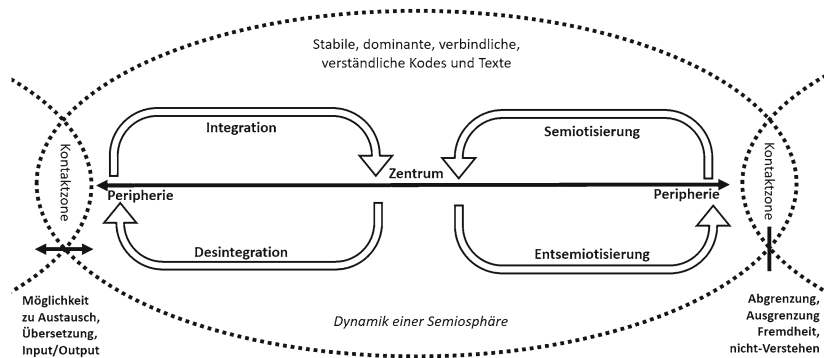 Stabile, dominante, verbindliche,
verständliche Kodes und Texte
Integration
Semiotisierung
Kontaktzone
Zentrum
Kontaktzone
Peripherie
Peripherie
Desintegration
Entsemiotisierung
Möglichkeit
zu Austausch,
Übersetzung,
Input/Output
Dynamik einer Semiosphäre
Abgrenzung,
Ausgrenzung
Fremdheit,
nicht-Verstehen